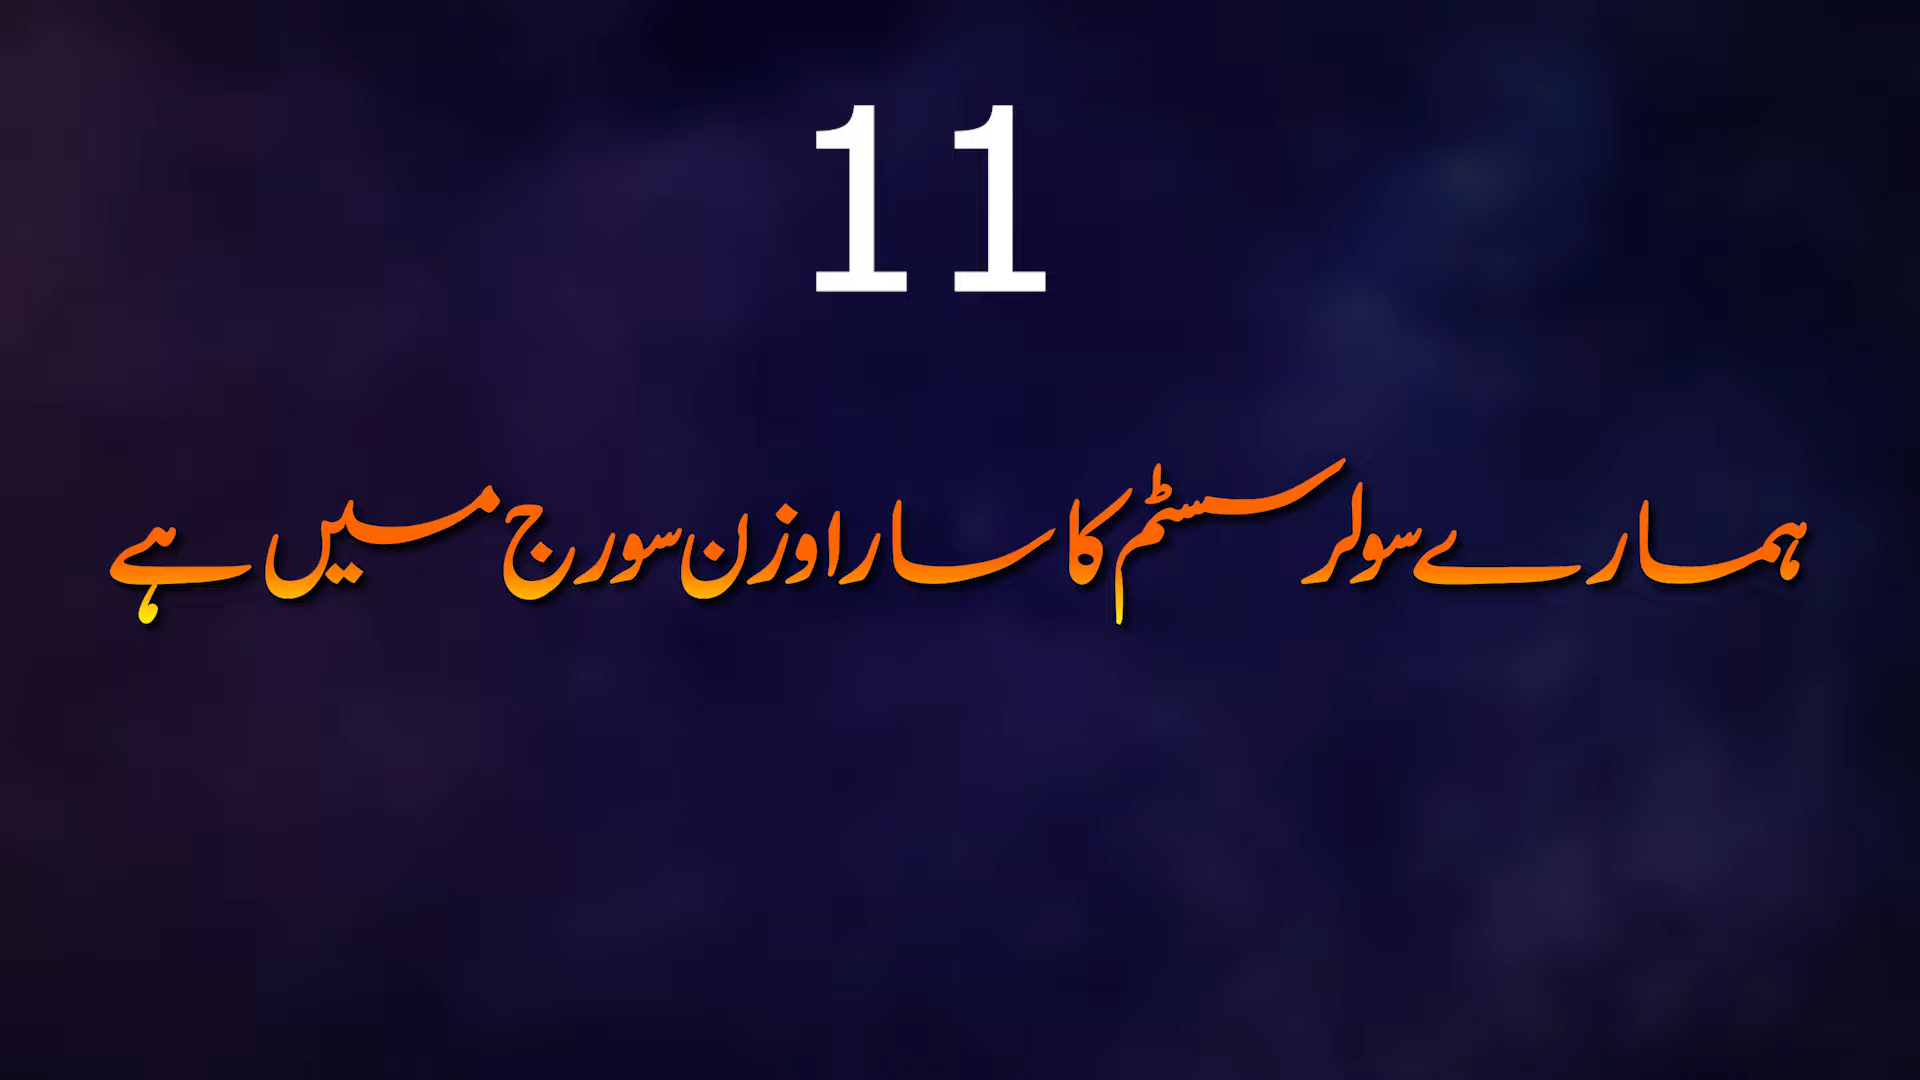 11
ہمارے سولر سسٹم کا سارا وزن سورج میں ہے